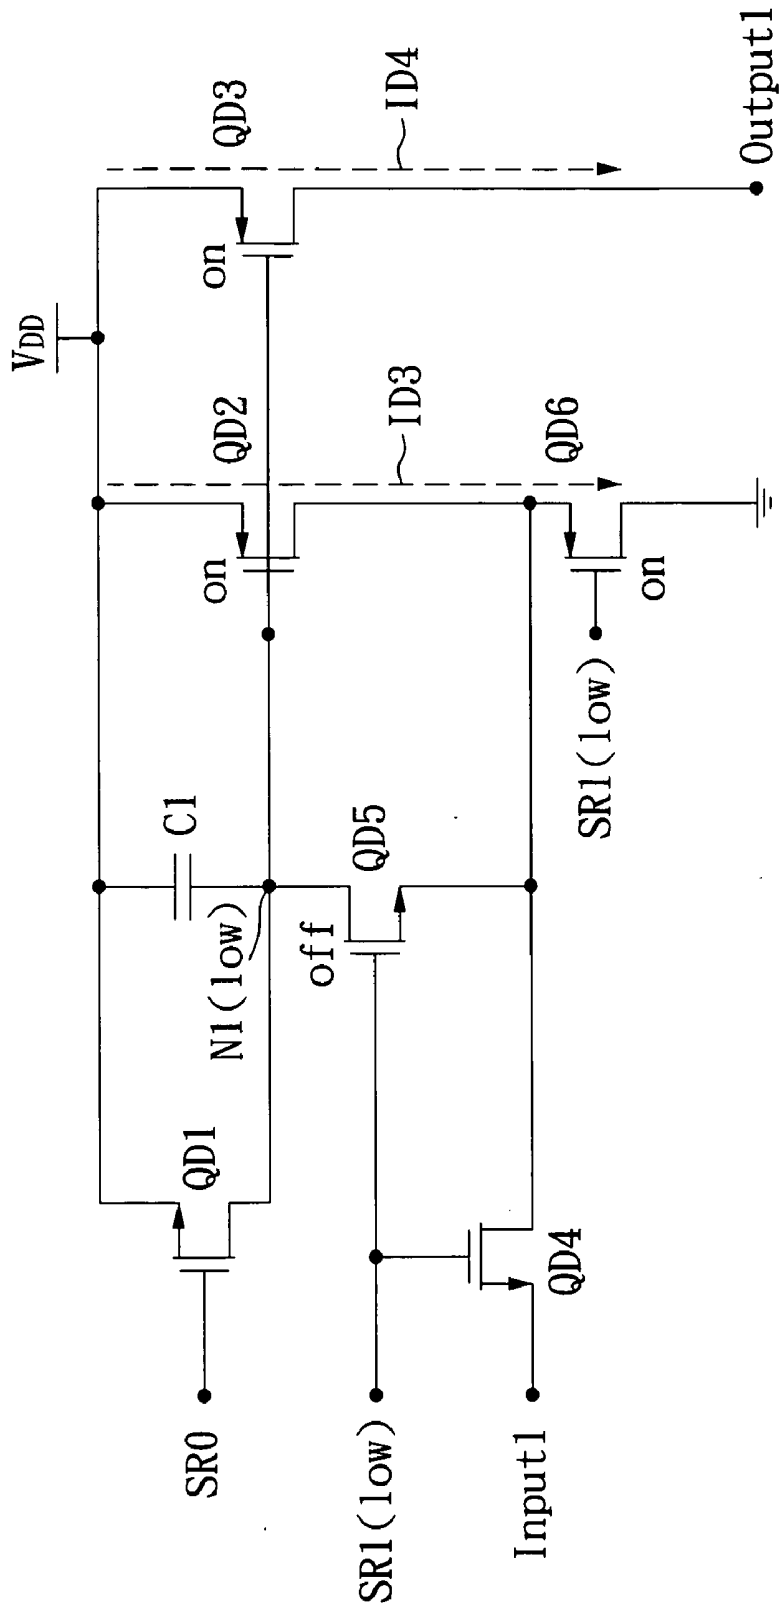 VDD
SR0
QD1
C1
QD2
on
QD3
on
N1(low)
ID3
ID4
SR1(low)
off
QD5
QD6
on
SR1(low)
Input1
QD4
Output1